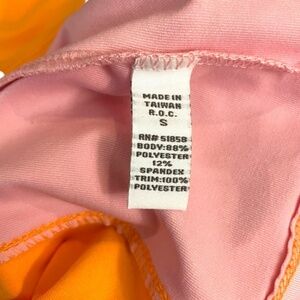 MADE IN
TAIWAN
R.O.C.
S
RN# 51858
BODY:88%
POLYESTER
12%
SPANDEX
TRIM:100%
POLYESTER